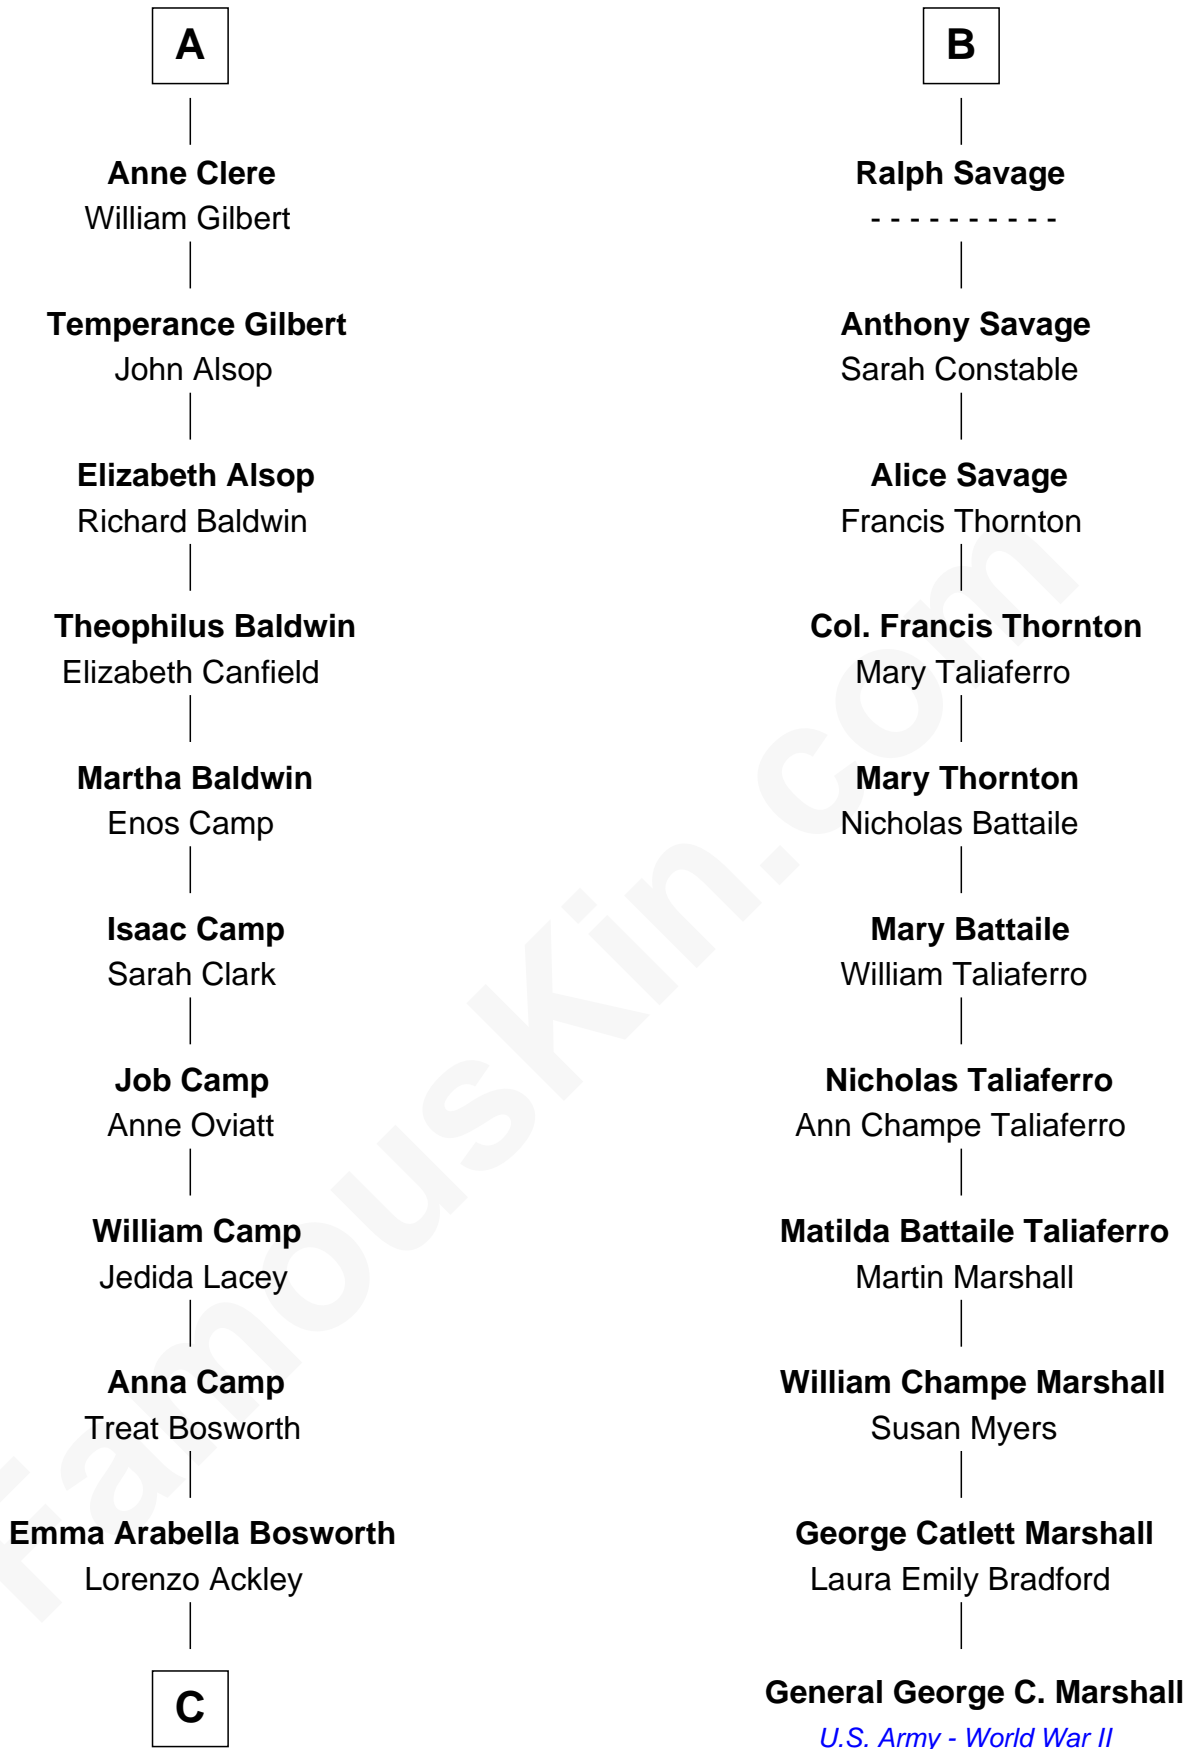 A
Anne Clere
William Gilbert
Temperance Gilbert
John Alsop
Elizabeth Alsop
Richard Baldwin
Theophilus Baldwin
Elizabeth Canfield
Martha Baldwin
Enos Camp
Isaac Camp
Sarah Clark
Job Camp
Anne Oviatt
William Camp
Jedida Lacey
Anna Camp
Treat Bosworth
Emma Arabella Bosworth
Lorenzo Ackley
C
B
Ralph Savage
- - - - - - - - - -
Anthony Savage
Sarah Constable
Alice Savage
Francis Thornton
Col. Francis Thornton
Mary Taliaferro
Mary Thornton
Nicholas Battaile
Mary Battaile
William Taliaferro
Nicholas Taliaferro
Ann Champe Taliaferro
Matilda Battaile Taliaferro
Martin Marshall
William Champe Marshall
Susan Myers
George Catlett Marshall
Laura Emily Bradford
General George C. Marshall
U.S. Army - World War II
FamousKin.com